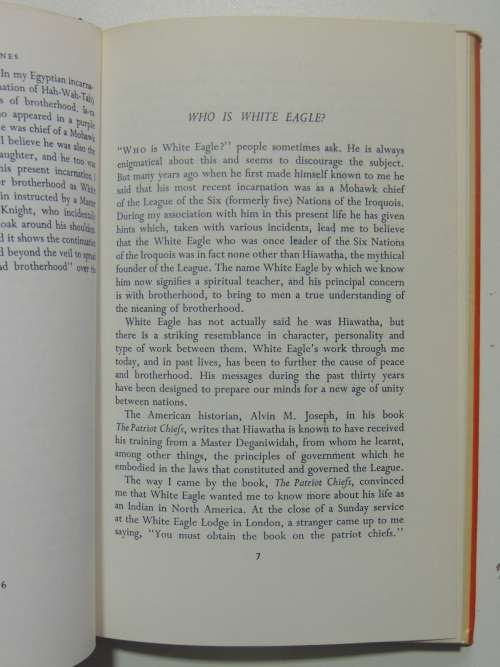 NES
In my Egyptian incarna-
nation of Hah-Wah-Tah)
s of brotherhood. Is-ra
o appeared in a purple
e was chief of a Mohawk
I believe he was also the
aughter, and he too was
his present incarnation I
r brotherhood as White
n instructed by a Master
Knight, who incidentally
oak around his shoulders
d it shows the continuation
d beyond the veil to spread
nd brotherhood" over the
6
WHO IS WHITE EAGLE?
"WHO is White Eagle?" people sometimes ask. He is always
enigmatical about this and seems to discourage the subject.
But many years ago when he first made himself known to me he
said that his most recent incarnation was as a Mohawk chief
of the League of the Six (formerly five) Nations of the Iroquois.
During my association with him in this present life he has given
hints which, taken with various incidents, lead me to believe
that the White Eagle who was once leader of the Six Nations
of the Iroquois was in fact none other than Hiawatha, the mythical
founder of the League. The name White Eagle by which we know
him now signifies a spiritual teacher, and his principal concern
is with brotherhood, to bring to men a true understanding of
the meaning of brotherhood.
White Eagle has not actually said he was Hiawatha, but
there is a striking resemblance in character, personality and
type of work between them. White Eagle's work through me
today, and in past lives, has been to further the cause of peace
and brotherhood. His messages during the past thirty years
have been designed to prepare our minds for a new age of unity
between nations.
The American historian, Alvin M. Joseph, in his book
The Patriot Chiefs, writes that Hiawatha is known to have received
his training from a Master Deganiwidah, from whom he learnt,
among other things, the principles of government which he
embodied in the laws that constituted and governed the League.
The way I came by the book, The Patriot Chiefs, convinced
me that White Eagle wanted me to know more about his life as
an Indian in North America. At the close of a Sunday service
at the White Eagle Lodge in London, a stranger came up to me
saying, "You must obtain the book on the patriot chiefs."
7